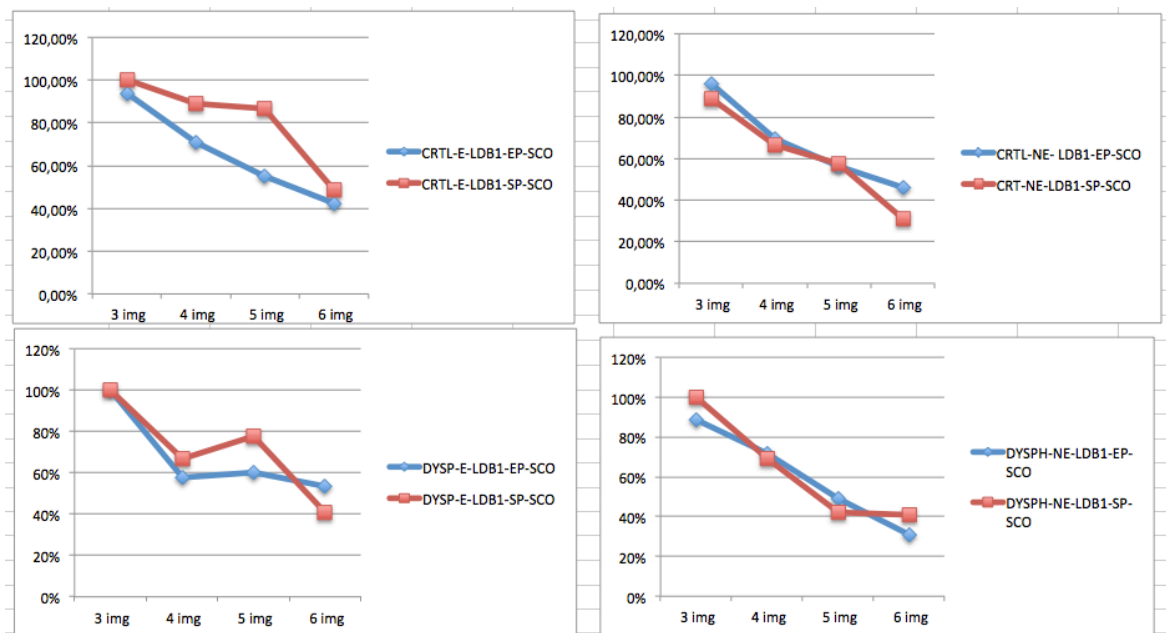 120,00%
100,00%
80,00%
60,00%
40,00%
20,00%
0,00%
3 img 4 img 5 img 6 img
CRTL-E-LDB1-EP-SCO
CRTL-E-LDB1-SP-SCO
120,00%
100,00%
80,00%
60,00%
40,00%
20,00%
0,00%
3 img 4 img 5 img 6 img
CRTL-NE- LDB1-EP-SCO
CRT-NE-LDB1-SP-SCO
120%
100%
80%
60%
40%
20%
0%
3 img 4 img 5 img 6 img
DYSP-E-LDB1-EP-SCO
DYSP-E-LDB1-SP-SCO
120%
100%
80%
60%
40%
20%
0%
3 img 4 img 5 img 6 img
DYSPH-NE-LDB1-EP-
SCO
DYSPH-NE-LDB1-SP-
SCO